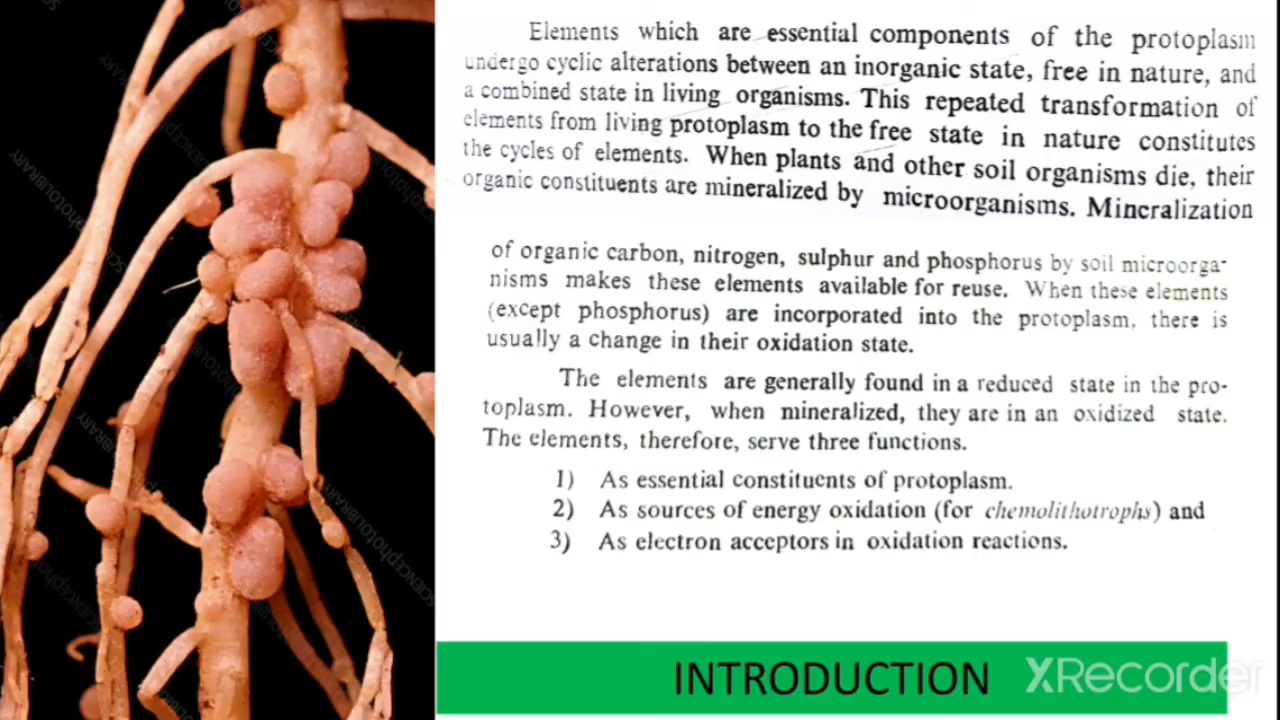 Elements which are essential components of the protoplasm
undergo cyclic alterations between an inorganic state, free in nature, and
a combined state in living organisms. This repeated transformation of
elements from living protoplasm to the free state in nature constitutes
the cycles of elements. When plants and other soil organisms die, their
organic constituents are mineralized by microorganisms. Mineralization
of organic carbon, nitrogen, sulphur and phosphorus by soil microorga-
nisms makes these elements available for reuse. When these elements
(except phosphorus) are incorporated into the protoplasm, there is
usually a change in their oxidation state.
The elements are generally found in a reduced state in the pro-
toplasm. However, when mineralized, they are in an oxidized state.
The elements, therefore, serve three functions.
1) As essential constituents of protoplasm.
2) As sources of energy oxidation (for chemolithotrophs) and
3) As electron acceptors in oxidation reactions.
INTRODUCTION
XRecorder
SCIENCEPHOTOLIBRARY